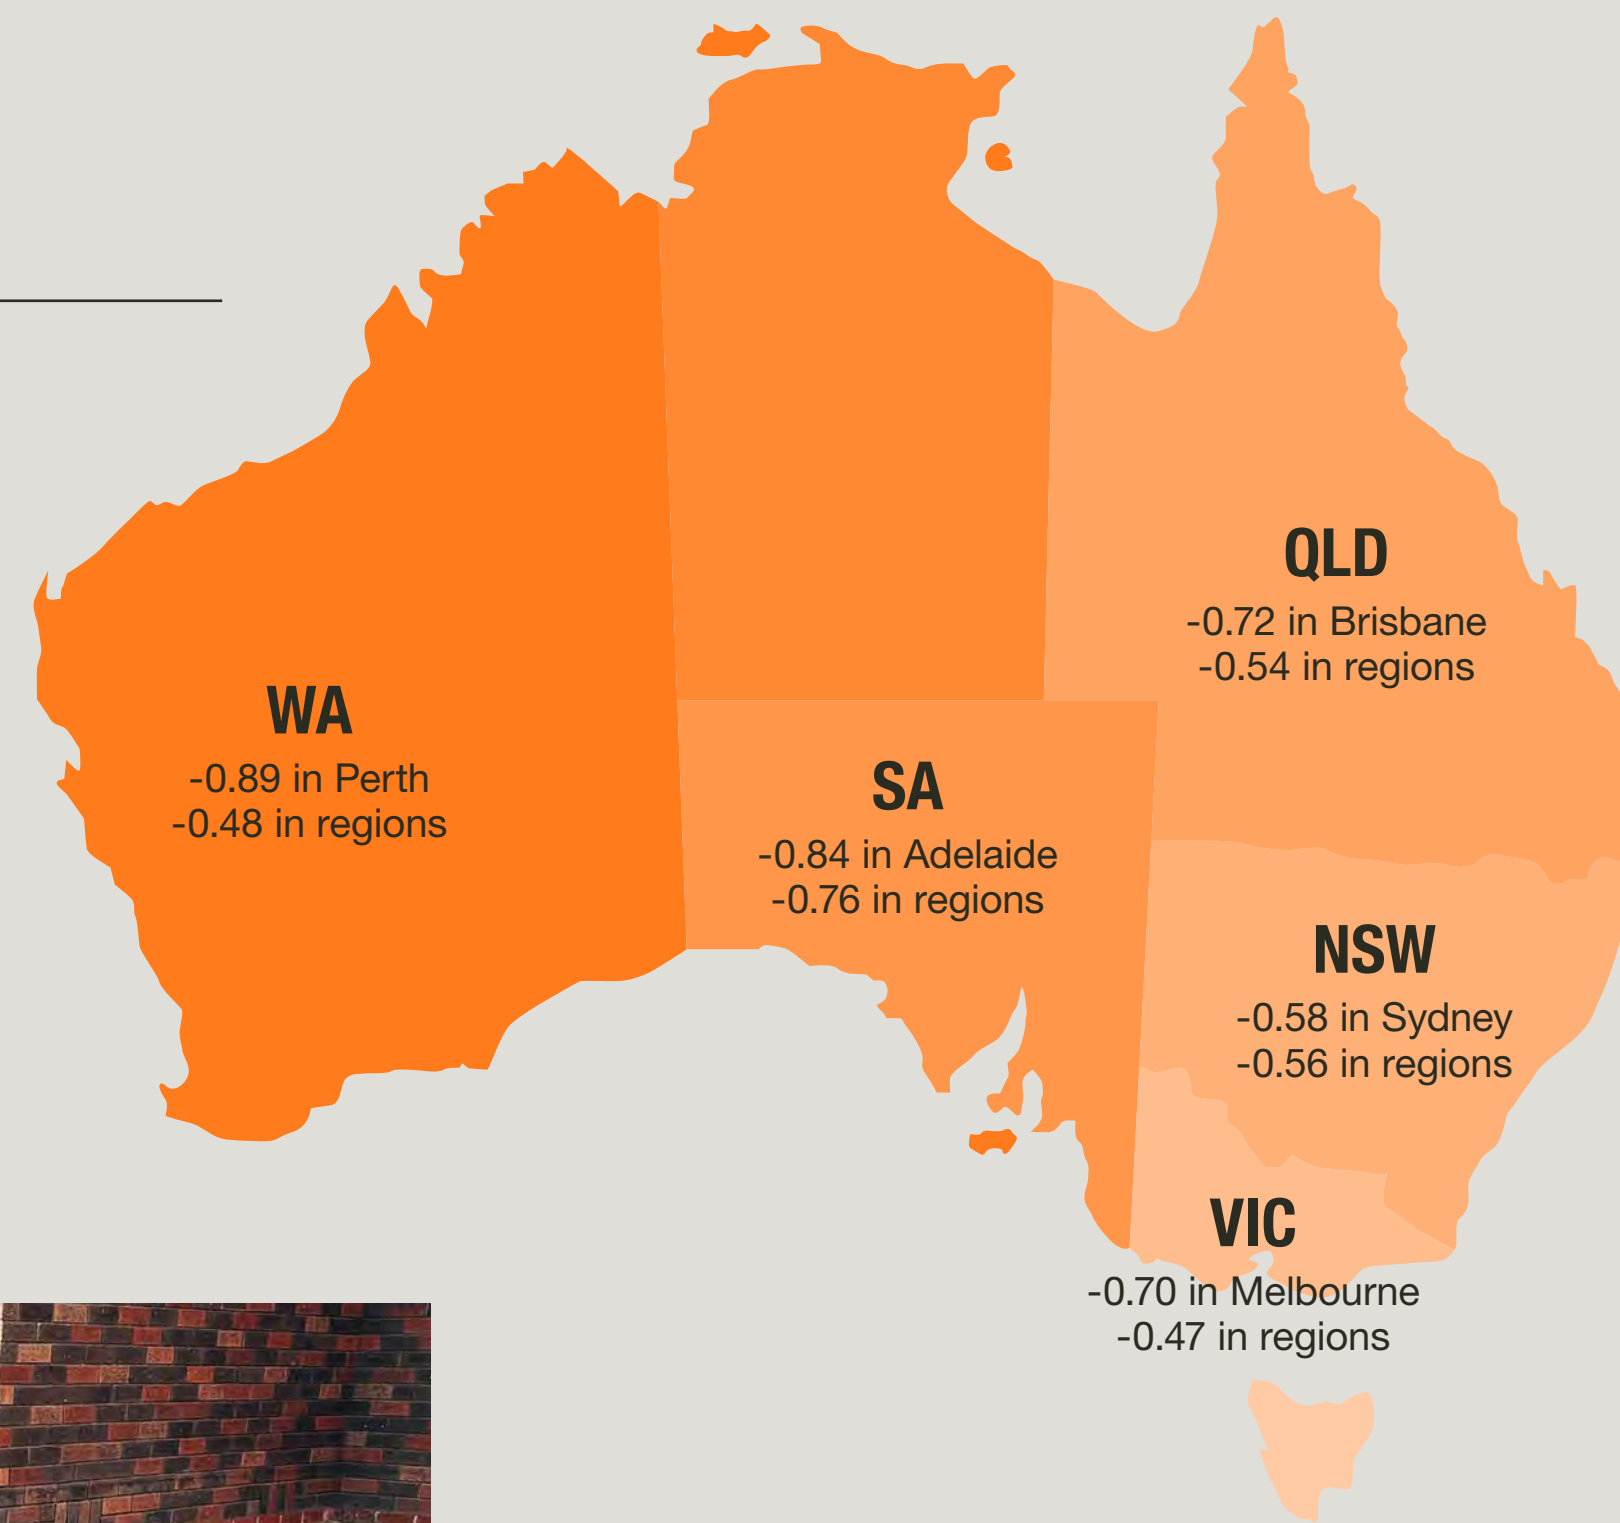 QLD
-0.72 in Brisbane
-0.54 in regions
WA
-0.89 in Perth
-0.48 in regions
SA
-0.84 in Adelaide
-0.76 in regions
NSW
-0.58 in Sydney
-0.56 in regions
VIC
-0.70 in Melbourne
-0.47 in regions